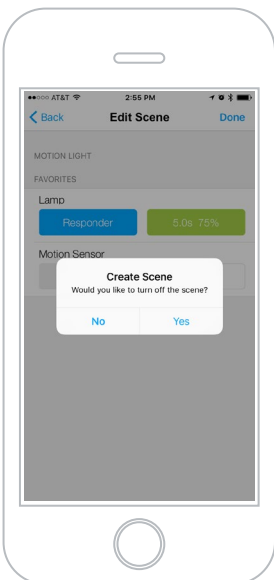 AT&T 2:55 PM
Back Edit Scene Done
MOTION LIGHT
FAVORITES
Lamp
Responder 5.0s 75%
Motion Sensor
Create Scene
Would you like to turn off the scene?
No Yes